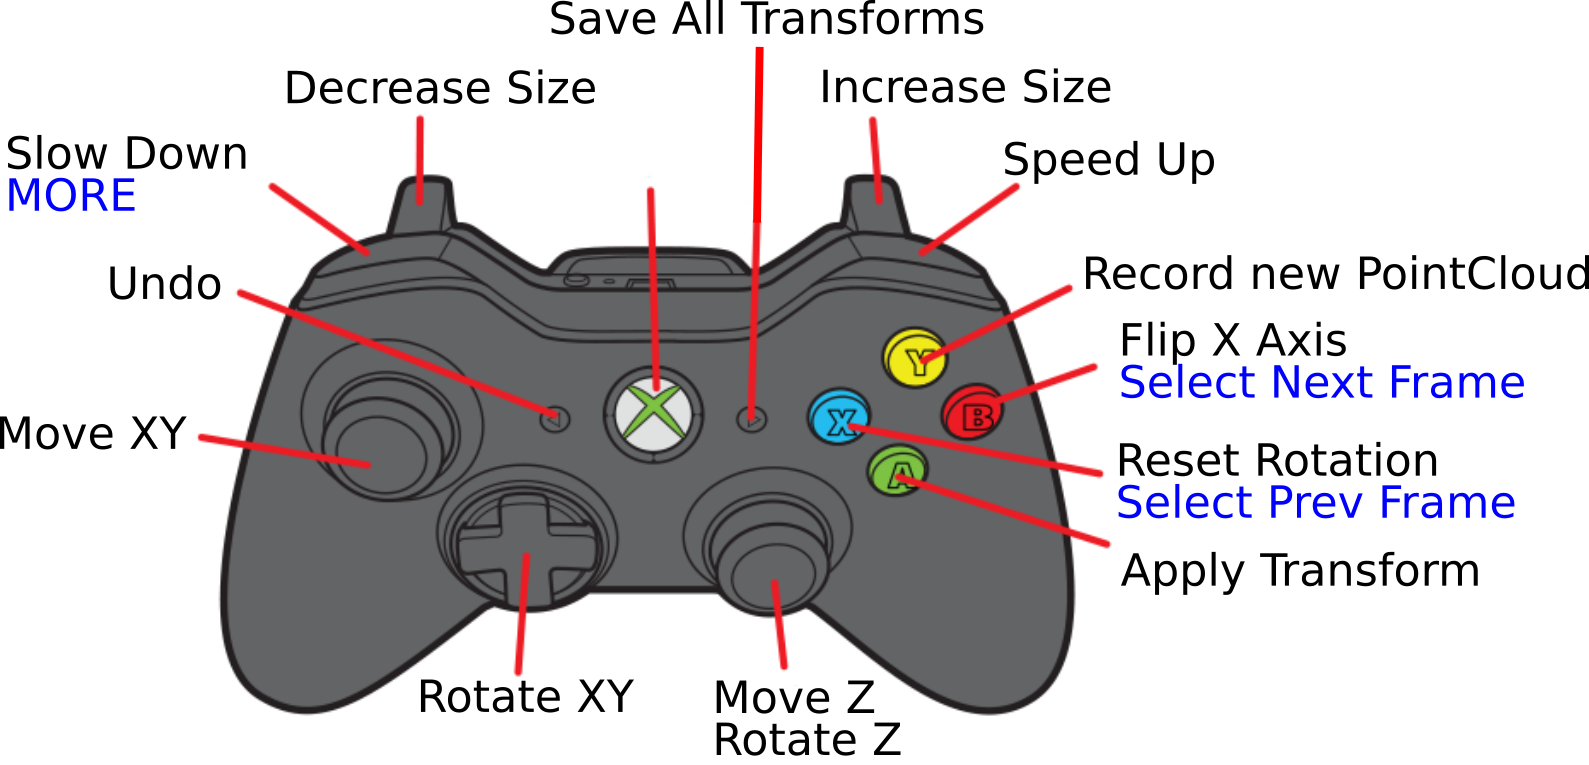 Save All Transforms
Decrease Size
Increase Size
Slow Down
MORE
Speed Up
Undo
Record new PointCloud
Flip X Axis
Select Next Frame
Y
B
X
A
Move XY
Reset Rotation
Select Prev Frame
Apply Transform
Rotate XY
Move Z
Rotate Z